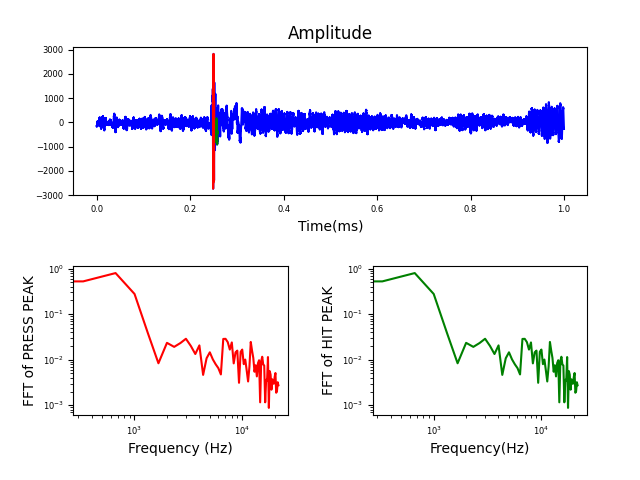 Amplitude
3000
2000
1000
0
−1000
−2000
−3000
0.0 0.2 0.4 0.6 0.8 1.0
Time(ms)
FFT of PRESS PEAK
10⁰
10⁻¹
10⁻²
10⁻³
10³ 10⁴
Frequency (Hz)
FFT of HIT PEAK
10⁰
10⁻¹
10⁻²
10⁻³
10³ 10⁴
Frequency(Hz)